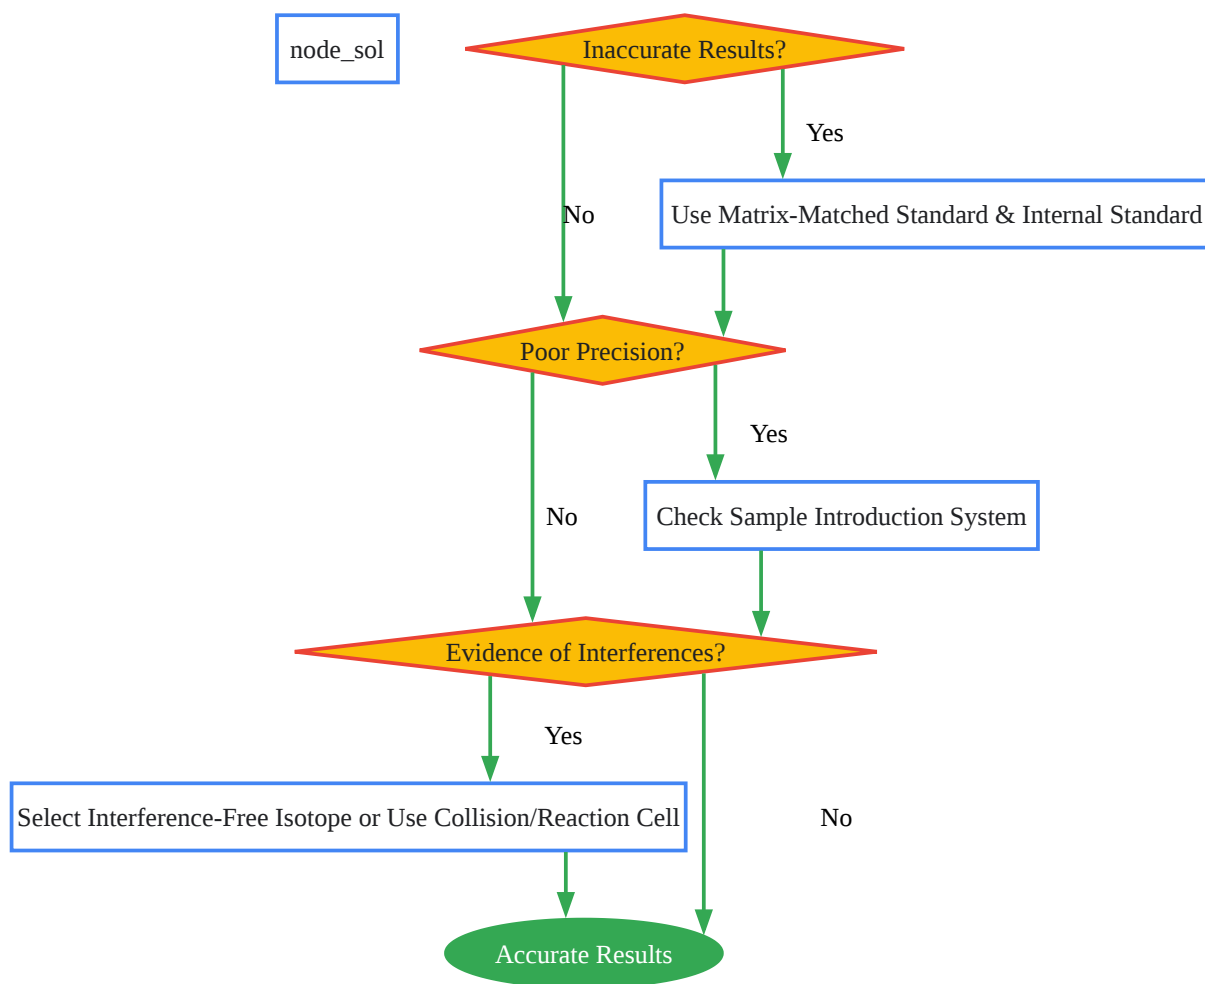 node_sol
Inaccurate Results?
Yes
No
Use Matrix-Matched Standard & Internal Standard
Poor Precision?
Yes
No
Check Sample Introduction System
Evidence of Interferences?
Yes
Select Interference-Free Isotope or Use Collision/Reaction Cell
No
Accurate Results